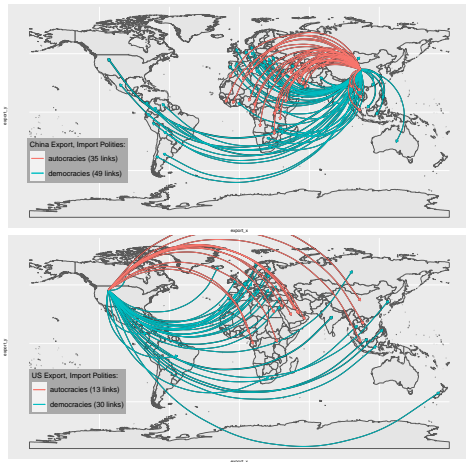 export_y
China Export, Import Polities:
autocracies (35 links)
democracies (49 links)
export_x
export_y
US Export, Import Polities:
autocracies (13 links)
democracies (30 links)
export_x